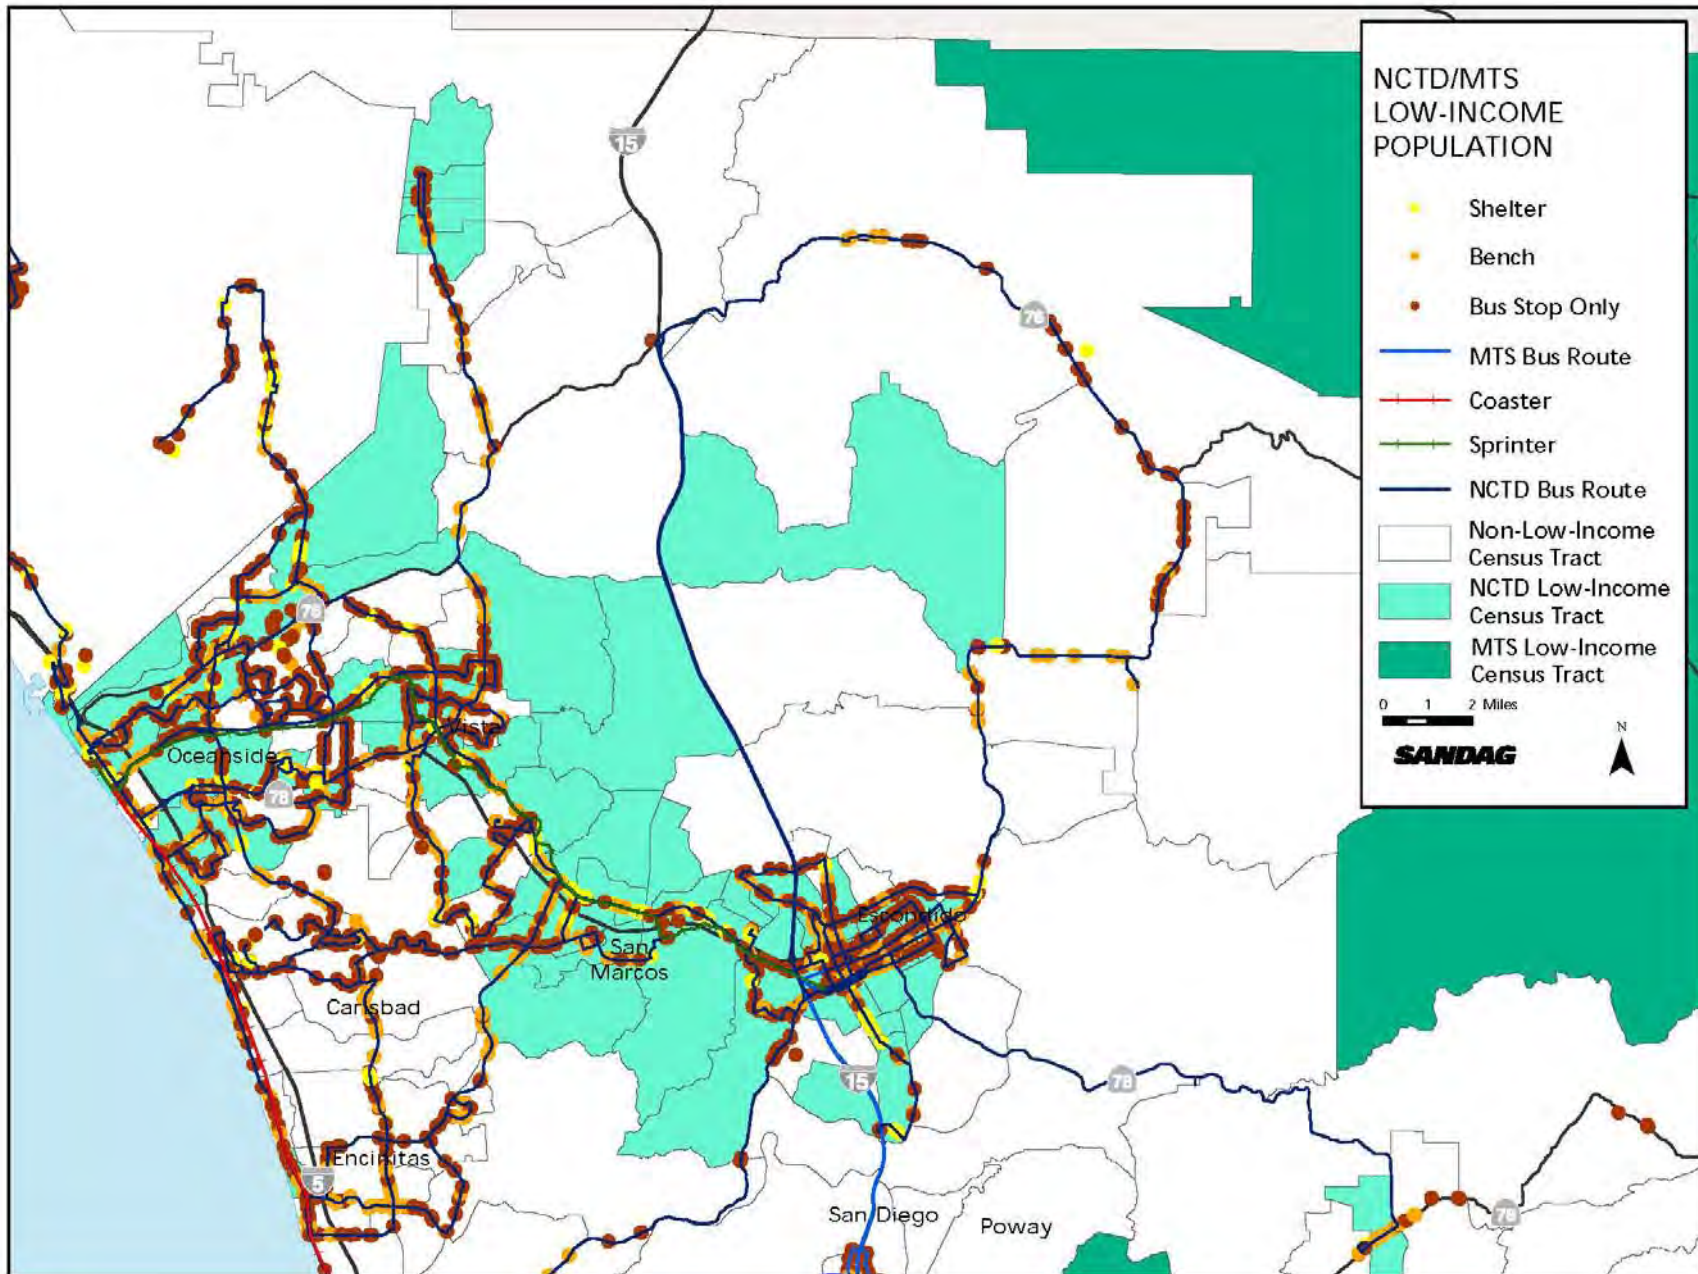 NCTD/MTS
LOW-INCOME
POPULATION
Shelter
Bench
Bus Stop Only
MTS Bus Route
Coaster
Sprinter
NCTD Bus Route
Non-Low-Income
Census Tract
NCTD Low-Income
Census Tract
MTS Low-Income
Census Tract
0 1 2 Miles
N
SANDAG
15
76
76
Vista
Oceanside
78
Escondido
San
Marcos
Carlsbad
15
78
Encinitas
5
San Diego
Poway
78